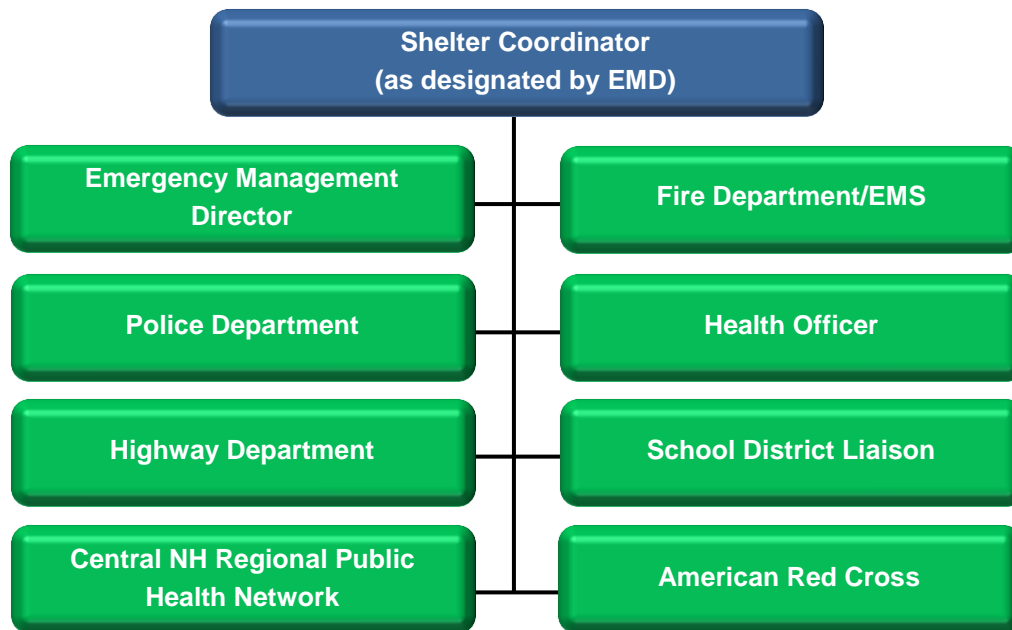 Shelter Coordinator
(as designated by EMD)
Emergency Management
Director
Fire Department/EMS
Police Department
Health Officer
Highway Department
School District Liaison
Central NH Regional Public
Health Network
American Red Cross